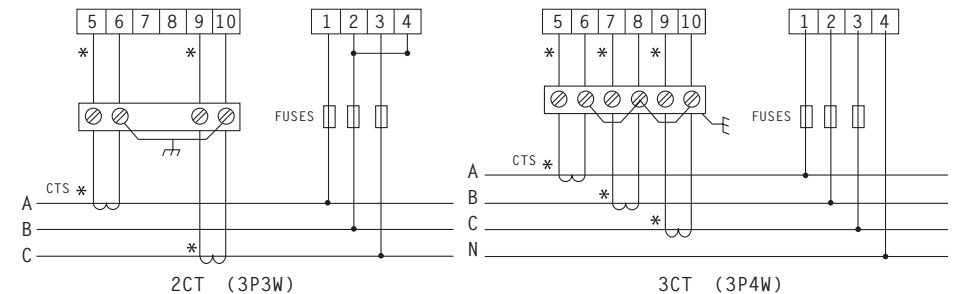 5 6 7 8 9 10 1 2 3 4
* *
FUSES
CTS *
A
B
C *
2CT (3P3W)
5 6 7 8 9 10 1 2 3 4
* * *
FUSES
CTS *
A
B *
C *
N
3CT (3P4W)